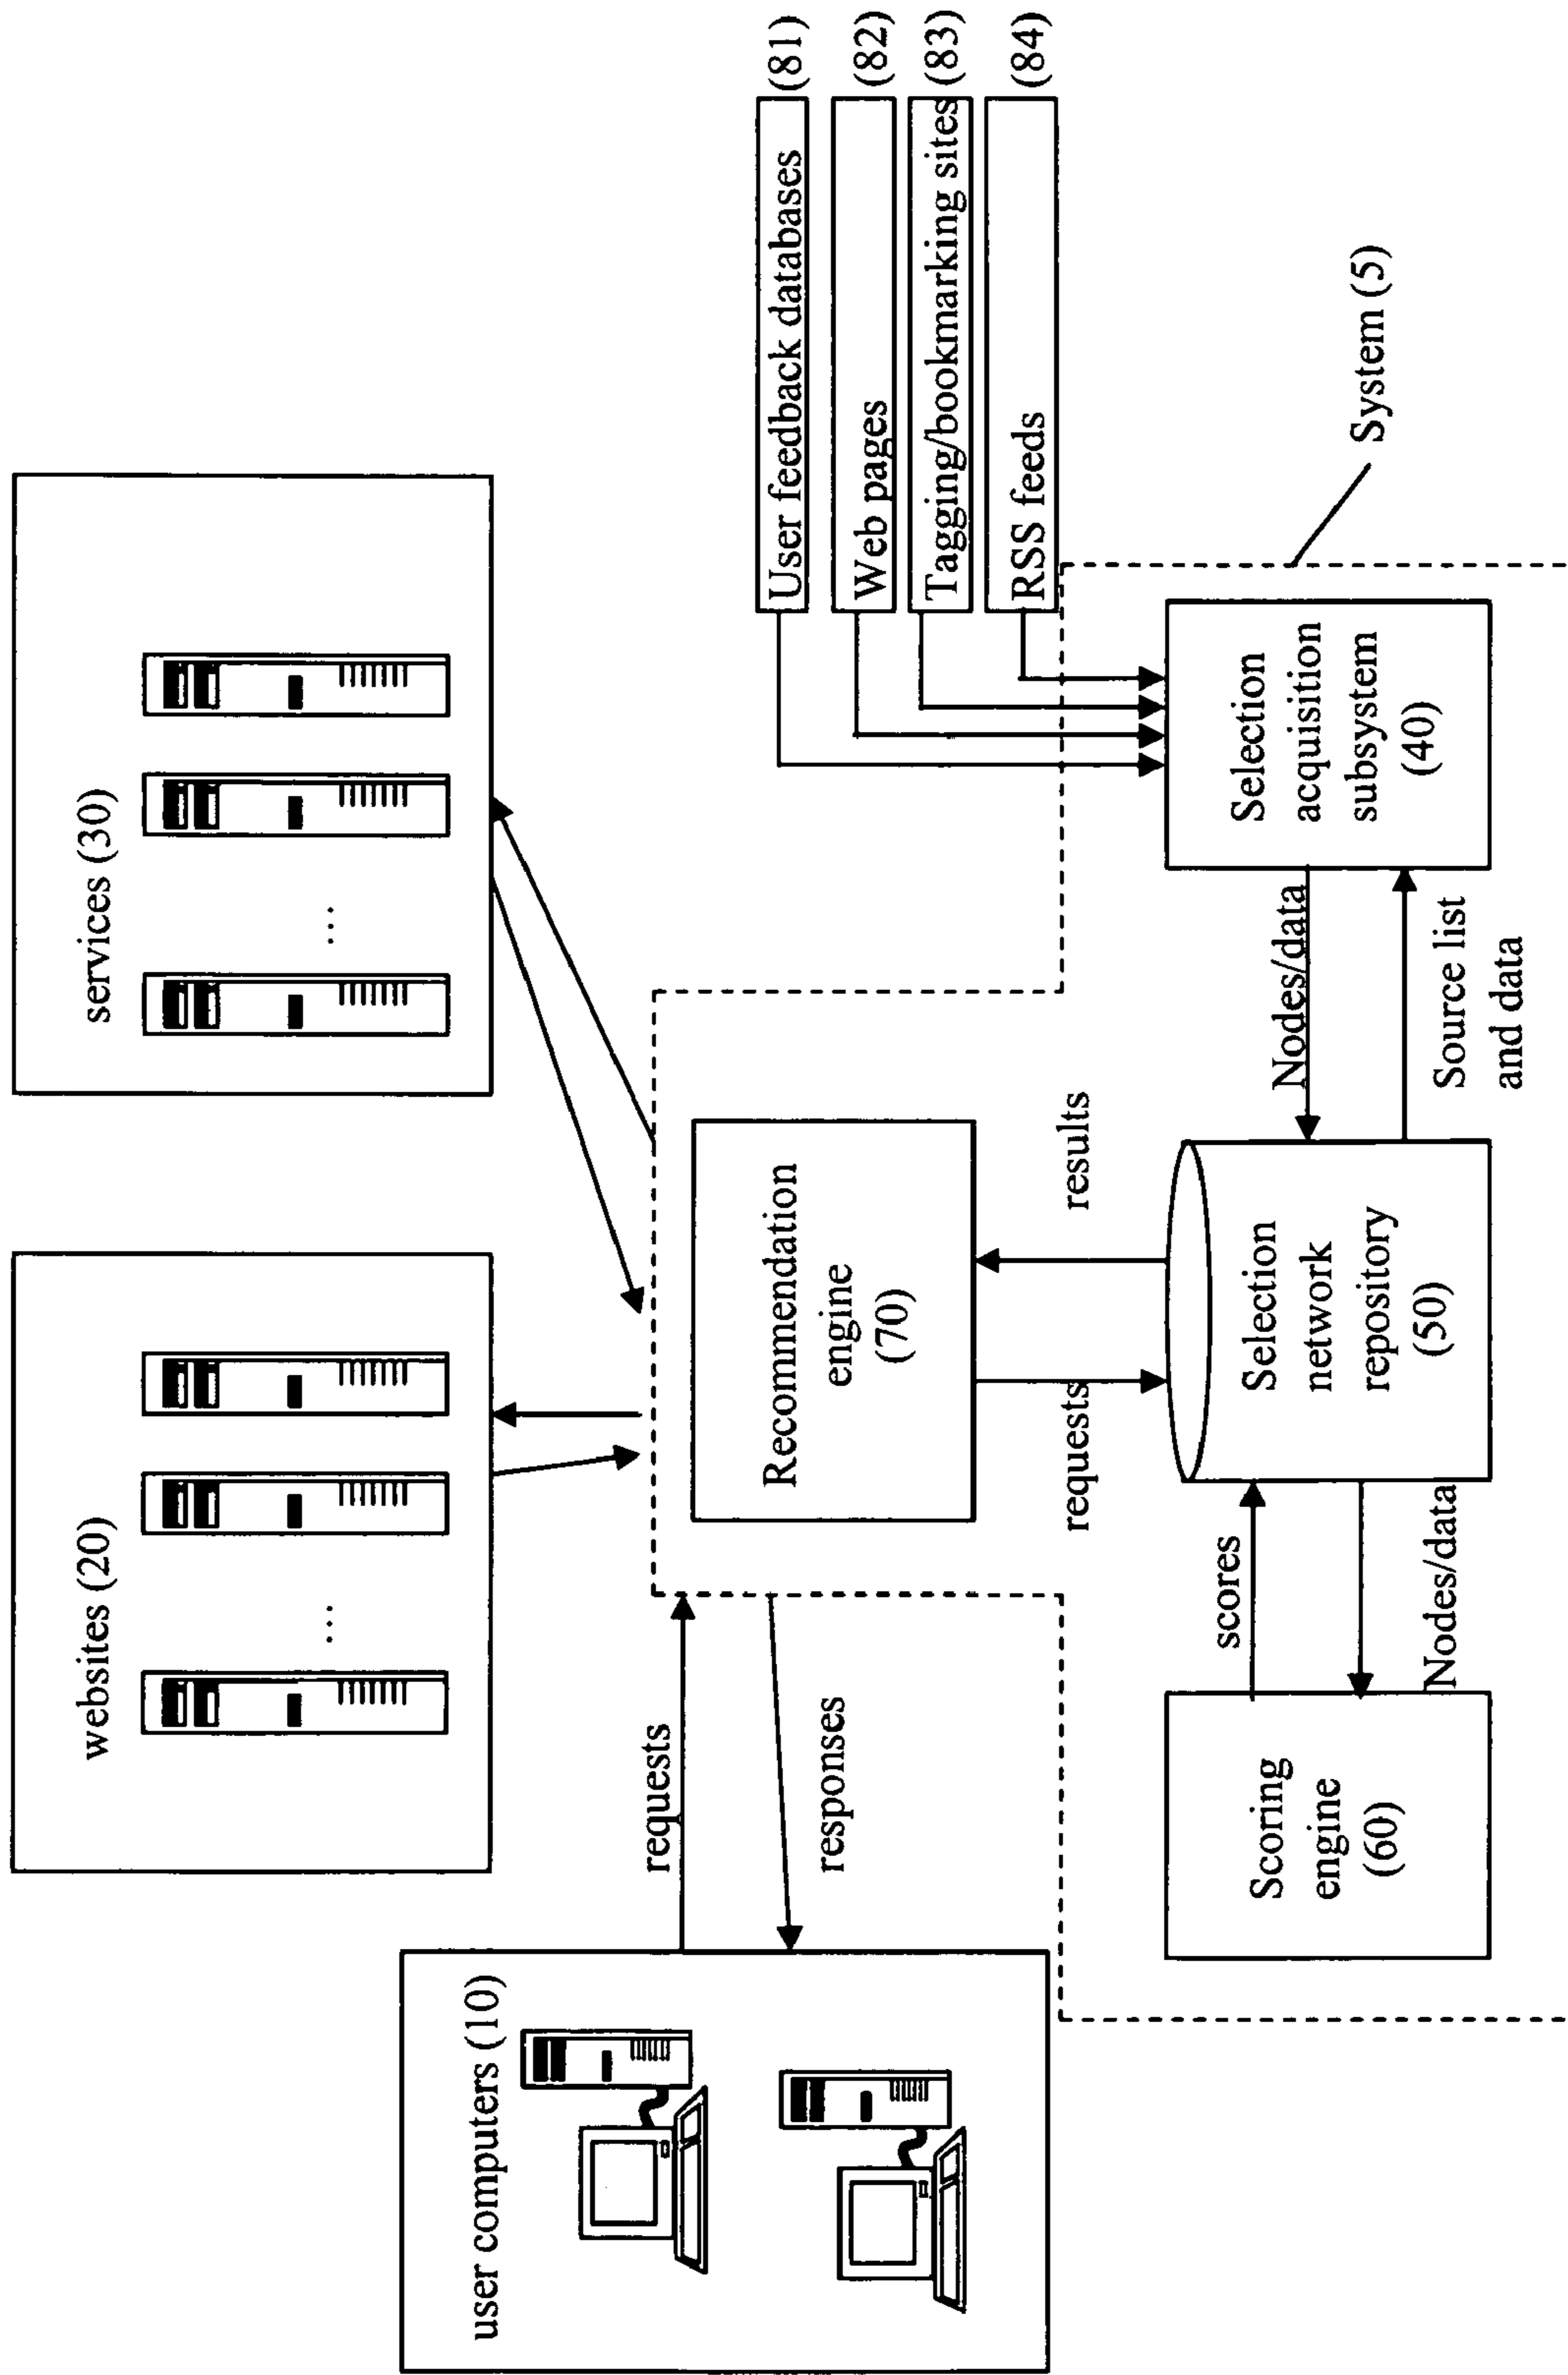 user computers (10)
websites (20)
...
services (30)
...
requests
responses
Recommendation
engine
(70)
requests
results
User feedback databases
(81)
Web pages
(82)
Tagging/bookmarking sites
(83)
RSS feeds
(84)
System (5)
Scoring
engine
(60)
scores
Nodes/data
Selection
network
repository
(50)
Nodes/data
Source list
and data
Selection
acquisition
subsystem
(40)